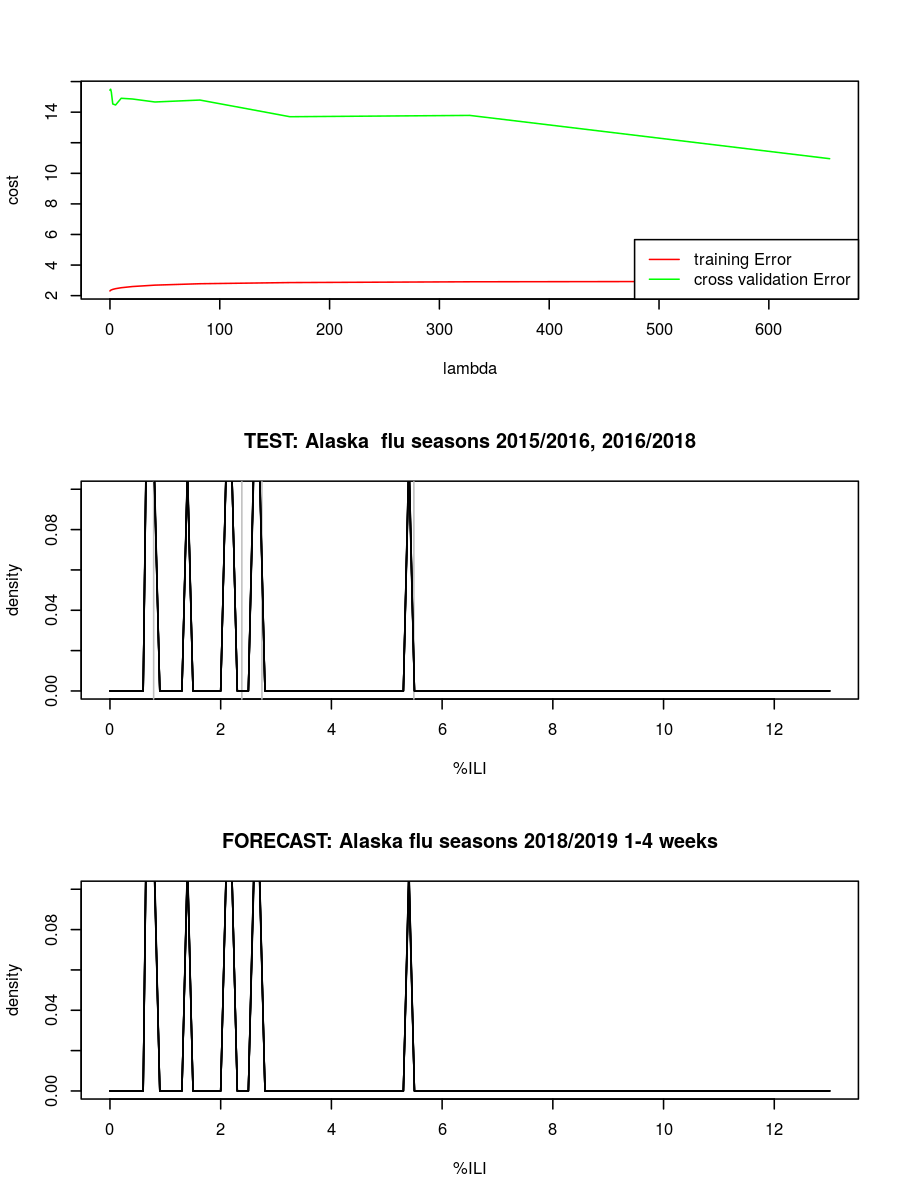 14
10
8
6
4
2
cost
training Error
cross validation Error
0 100 200 300 400 500 600
lambda
TEST: Alaska  flu seasons 2015/2016, 2016/2018
0.08
0.04
0.00
density
0 2 4 6 8 10 12
%ILI
FORECAST: Alaska flu seasons 2018/2019 1-4 weeks
0.08
0.04
0.00
density
0 2 4 6 8 10 12
%ILI